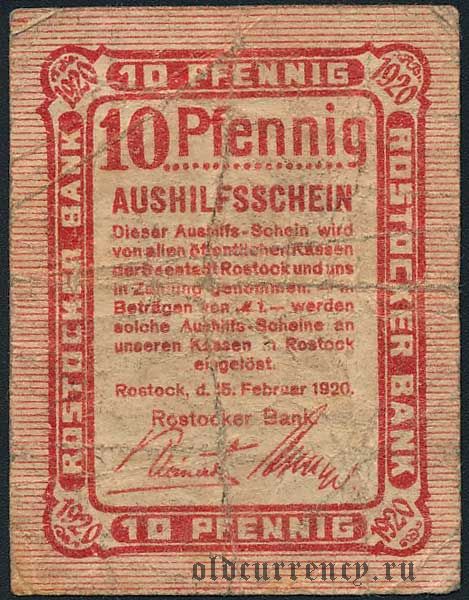 10 PFENNIG
1920
1920
ROSTOCKER BANK
ROSTOCKER BANK
10 Pfennig
AUSHILFSSCHEIN
Dieser Aushilfs-Schein wird
von allen öffentlichen Kassen
der Seestadt Rostock und uns
in Zahlung genommen. Im
Beträgen von ℳ 1.— werden
solche Aushilfs-Scheine an
unseren Kassen in Rostock
eingelöst.
Rostock, d. 15. Februar 1920.
Rostocker Bank
1920
1920
10 PFENNIG
oldcurrency.ru